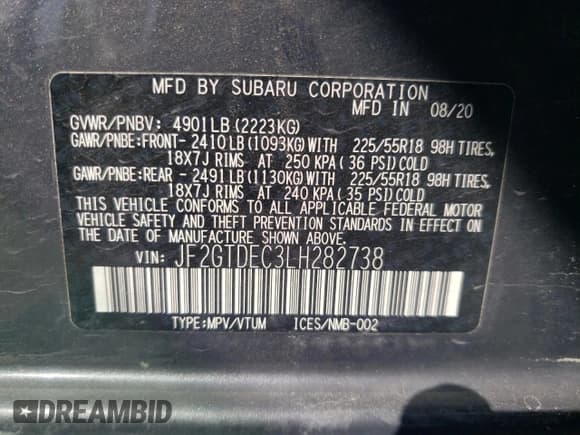 MFD BY SUBARU CORPORATION
MFD IN 08/20
GVWR/PNBV: 4901LB(2223KG)
GAWR/PNBE:FRONT- 2410LB(1093KG)WITH 225/55R18 98H TIRES,
18X7J RIMS AT 250 KPA( 36 PSI)COLD
GAWR/PNBE:REAR - 2491LB(1130KG)WITH 225/55R18 98H TIRES,
18X7J RIMS AT 240 KPA( 35 PSI)COLD
THIS VEHICLE CONFORMS TO ALL APPLICABLE FEDERAL MOTOR
VEHICLE SAFETY AND THEFT PREVENTION STANDARDS IN EFFECT
ON THE DATE OF MANUFACTURE SHOWN ABOVE.
VIN: JF2GTDEC3LH282738
TYPE:MPV/VTUM ICES/NMB-002
DREAMBID